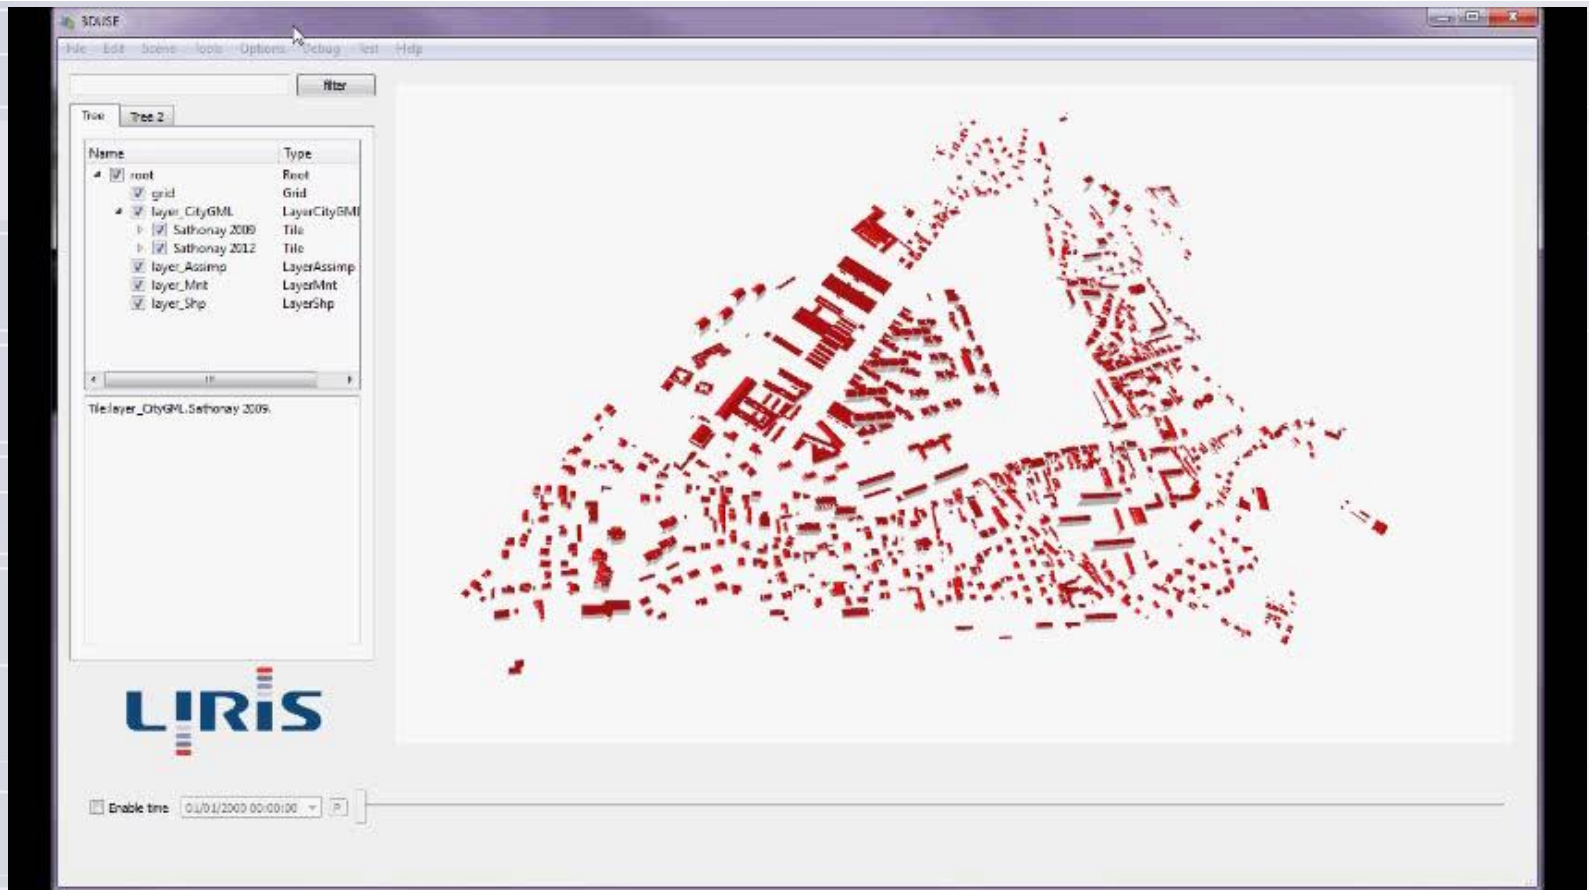 3DUSE
File Edit Scene Tools Options Debug Test Help
filter
Tree Tree 2
Name Type
root Root
grid Grid
layer_CityGML LayerCityGMl
Sathonay 2009 Tile
Sathonay 2012 Tile
layer_Assimp LayerAssimp
layer_Mnt LayerMnt
layer_Shp LayerShp
Tile:layer_CityGML.Sathonay 2009.
LIRIS
Enable time 01/01/2000 00:00:00 P